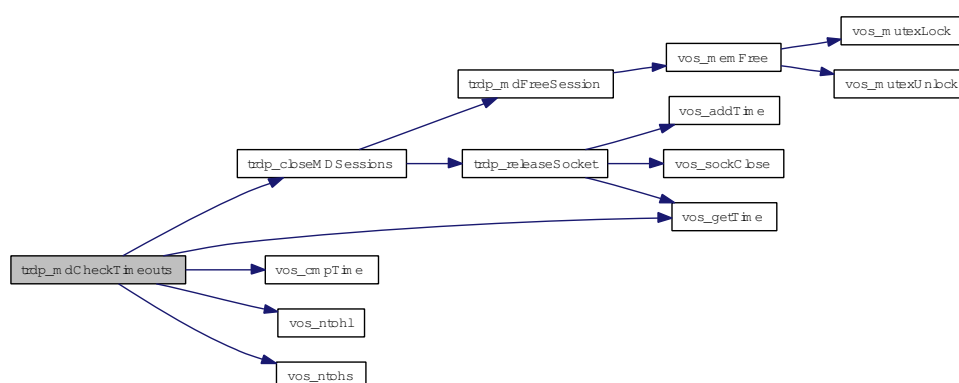 vos_mutexLock
vos_memFree
trdp_mdFreeSession
vos_mutexUnlock
vos_addTime
trdp_closeMDSessions
trdp_releaseSocket
vos_sockClose
vos_getTime
trdp_mdCheckTimeouts
vos_cmpTime
vos_ntohl
vos_ntohs